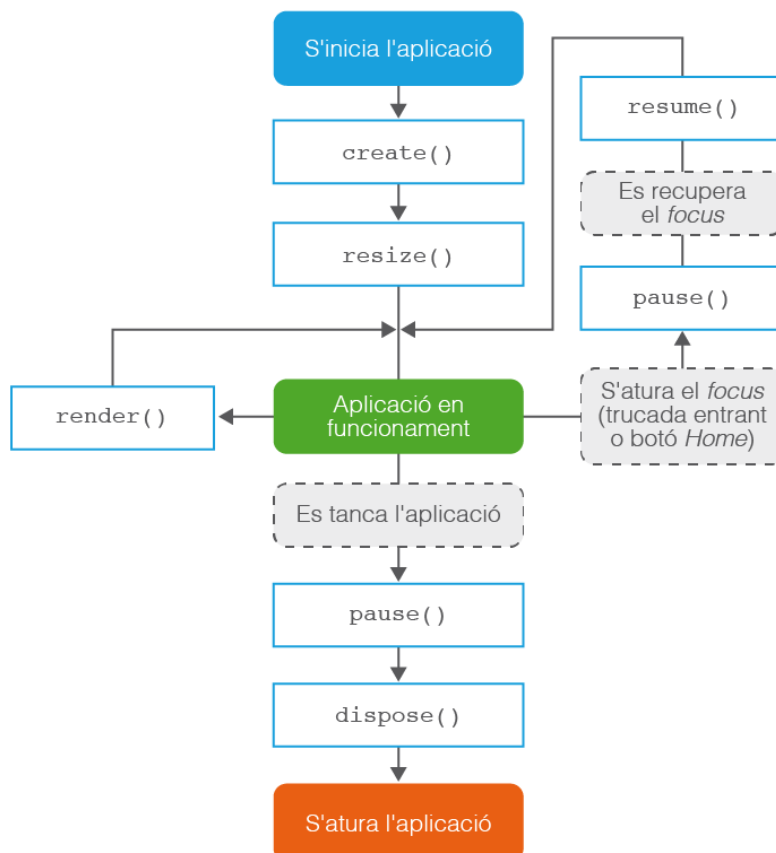 S'inicia l'aplicació
create()
resize()
resume()
Es recupera
el focus
pause()
S'atura el focus
(trucada entrant
o botó Home)
render()
Aplicació en
funcionament
Es tanca l'aplicació
pause()
dispose()
S'atura l'aplicació